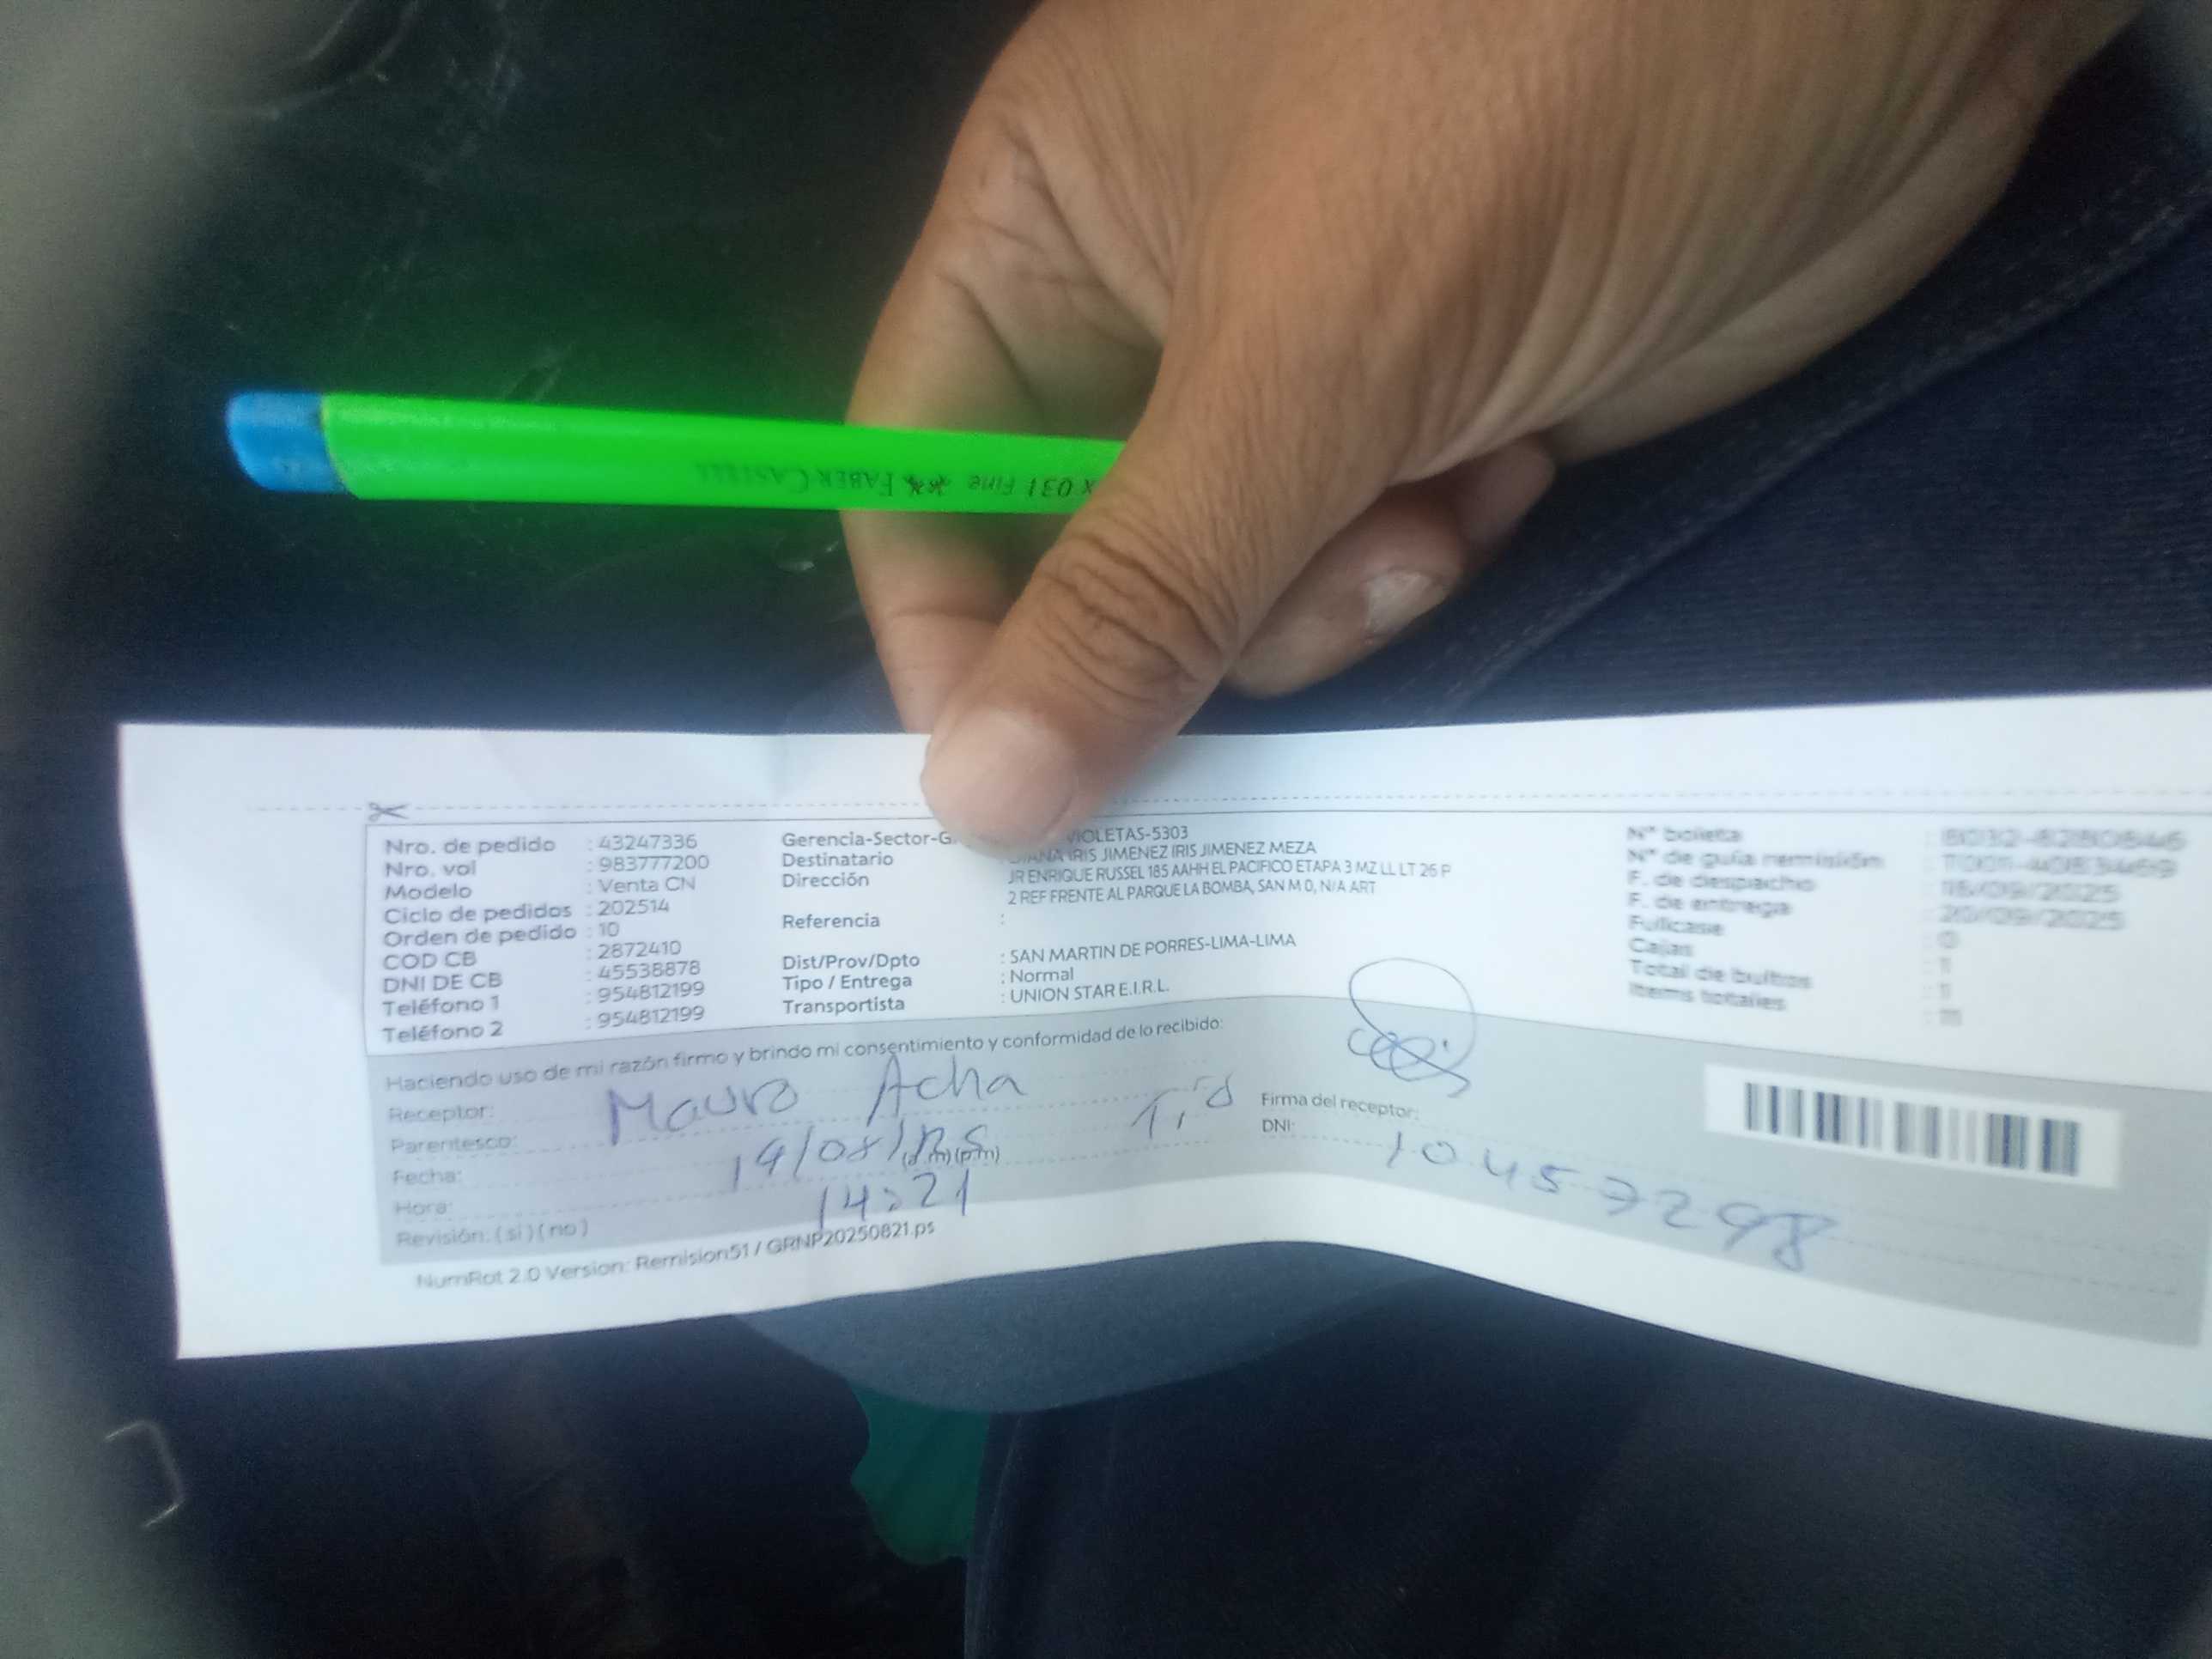 x 031 Fine ** FABER CASTELL
Nro. de pedido : 43247336
Nro. vol : 983777200
Modelo : Venta CN
Ciclo de pedidos : 202514
Orden de pedido : 10
COD CB : 2872410
DNI DE CB : 45538878
Teléfono 1 : 954812199
Teléfono 2 : 954812199
Gerencia-Sector-G VIOLETAS-5303
Destinatario IRIS JIMENEZ IRIS JIMENEZ MEZA
Dirección JR ENRIQUE RUSSEL 185 AAHH EL PACIFICO ETAPA 3 MZ LL LT 26 P
2 REF FRENTE AL PARQUE LA BOMBA, SAN M 0, N/A ART
Referencia :
Dist/Prov/Dpto : SAN MARTIN DE PORRES-LIMA-LIMA
Tipo / Entrega : Normal
Transportista : UNION STAR E.I.R.L.
N° boleta
N° de guía remisión
F. de despacho
F. de entrega
Fullcase : 0
Cajas : 1
Total de bultos : 1
Items totales
Haciendo uso de mi razón firmo y brindo mi consentimiento y conformidad de lo recibido:
Receptor: Mauro Acha
Parentesco:
Fecha: 19/08/
Hora: 14:21 (a.m) (p.m)
Revisión: ( si ) ( no )
Firma del receptor:
DNI: 10457298
NumRot 2.0 Version: Remision51 / GRNP20250821.ps